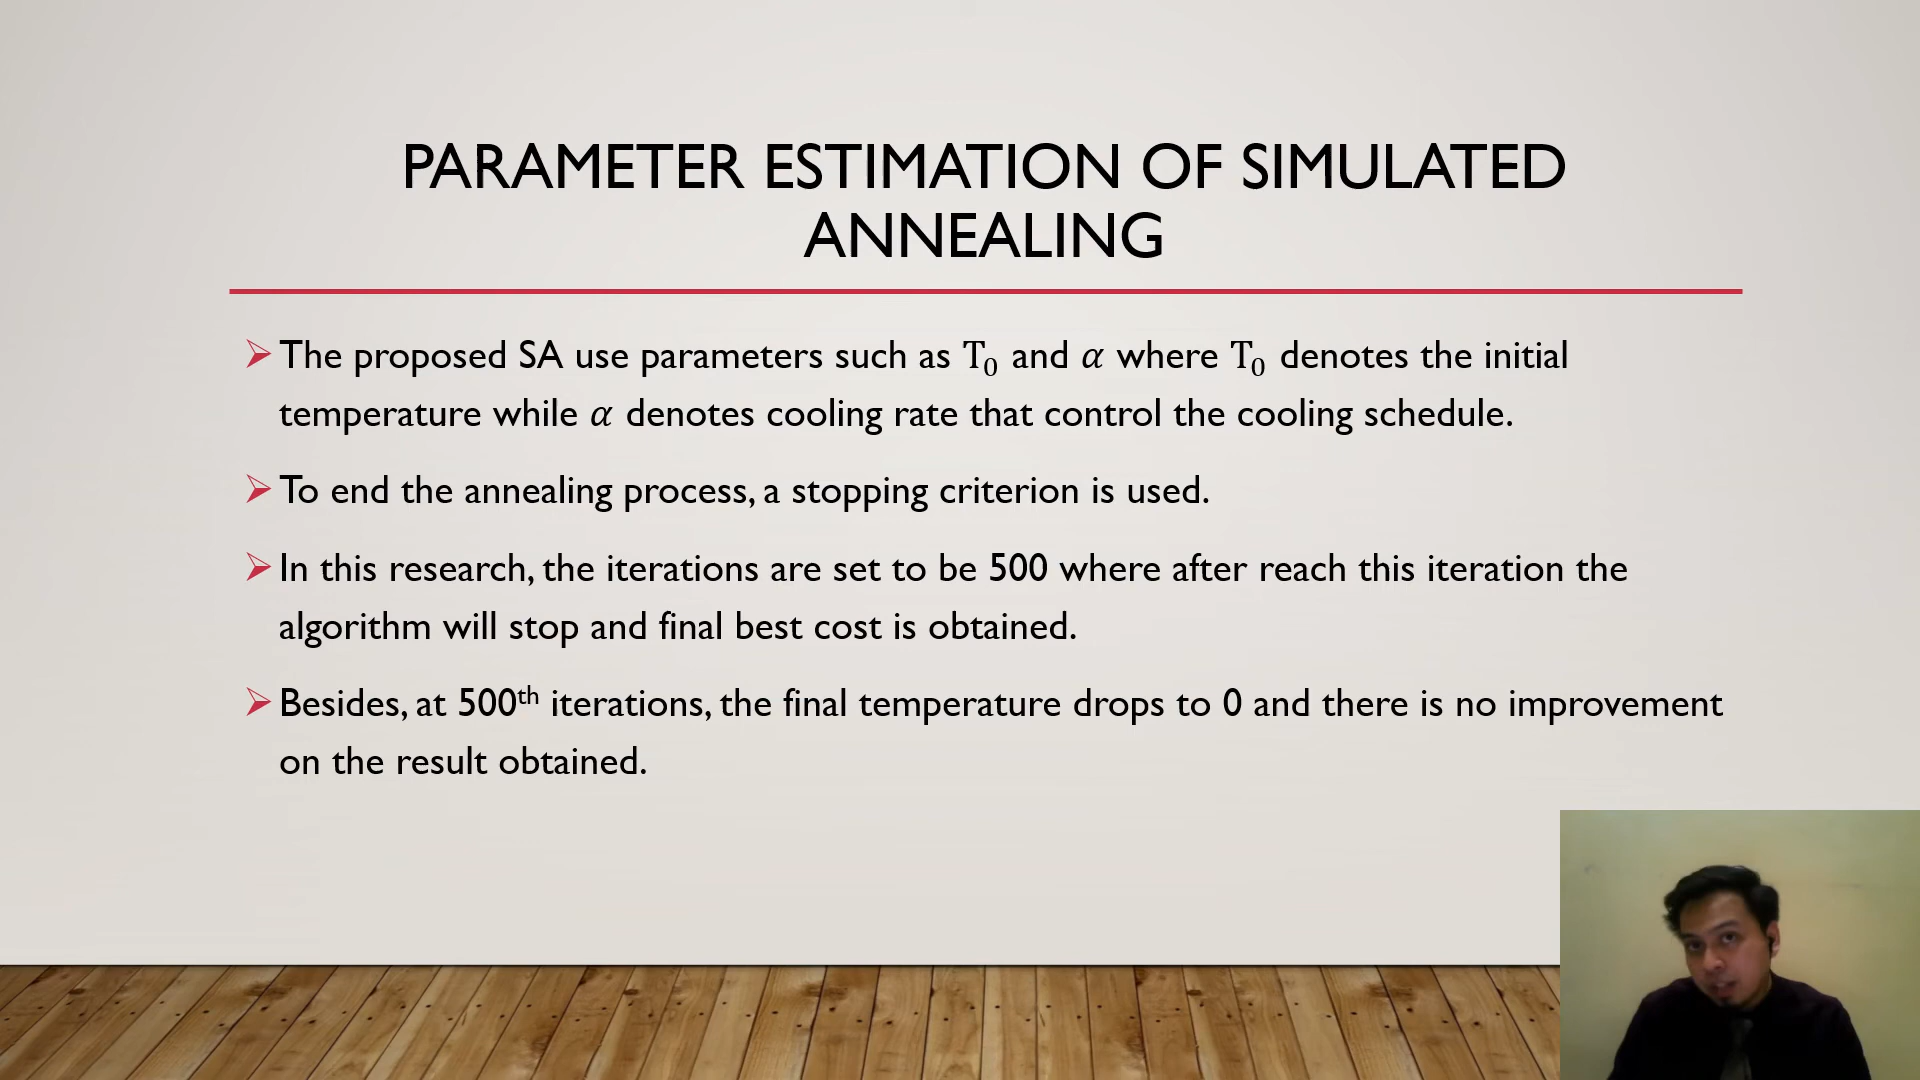 PARAMETER ESTIMATION OF SIMULATED
ANNEALING
The proposed SA use parameters such as T₀ and α where T₀ denotes the initial
temperature while α denotes cooling rate that control the cooling schedule.
To end the annealing process, a stopping criterion is used.
In this research, the iterations are set to be 500 where after reach this iteration the
algorithm will stop and final best cost is obtained.
Besides, at 500th iterations, the final temperature drops to 0 and there is no improvement
on the result obtained.